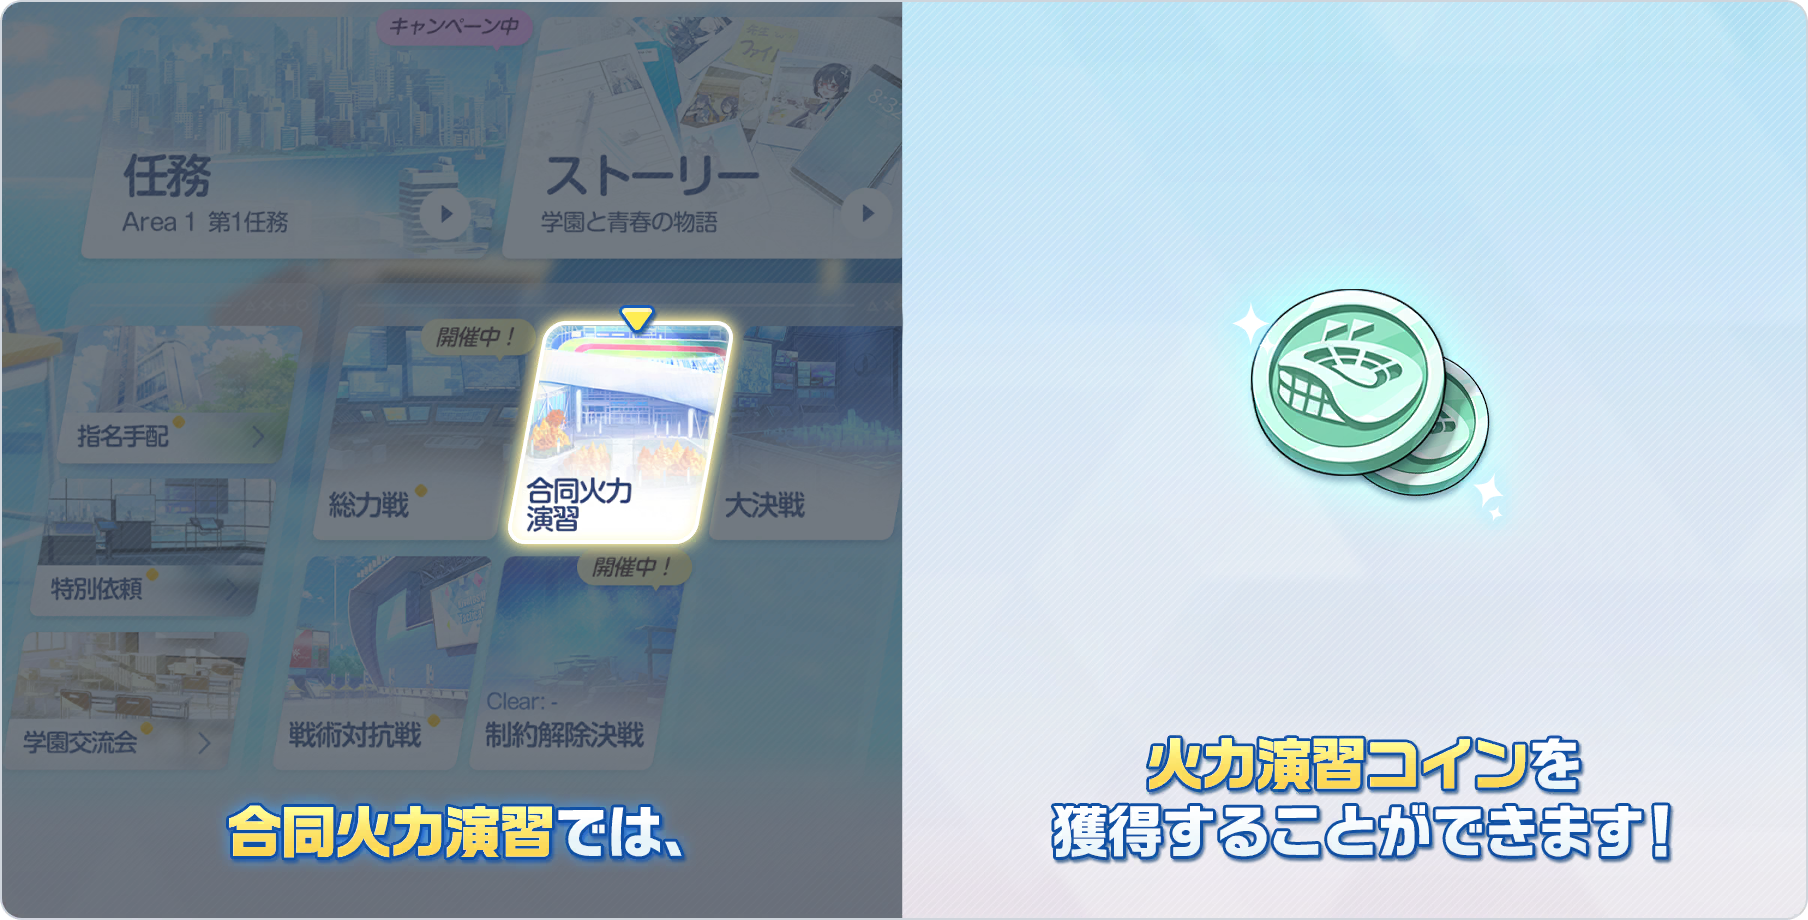 キャンペーン中
ファイ
8:3
任務
Area 1 第1任務
ストーリー
学園と青春の物語
開催中！
指名手配
総力戦
合同火力
演習
大決戦
開催中！
特別依頼
Clear: -
学園交流会
戦術対抗戦
制約解除決戦
合同火力演習では、
火力演習コインを
獲得することができます！